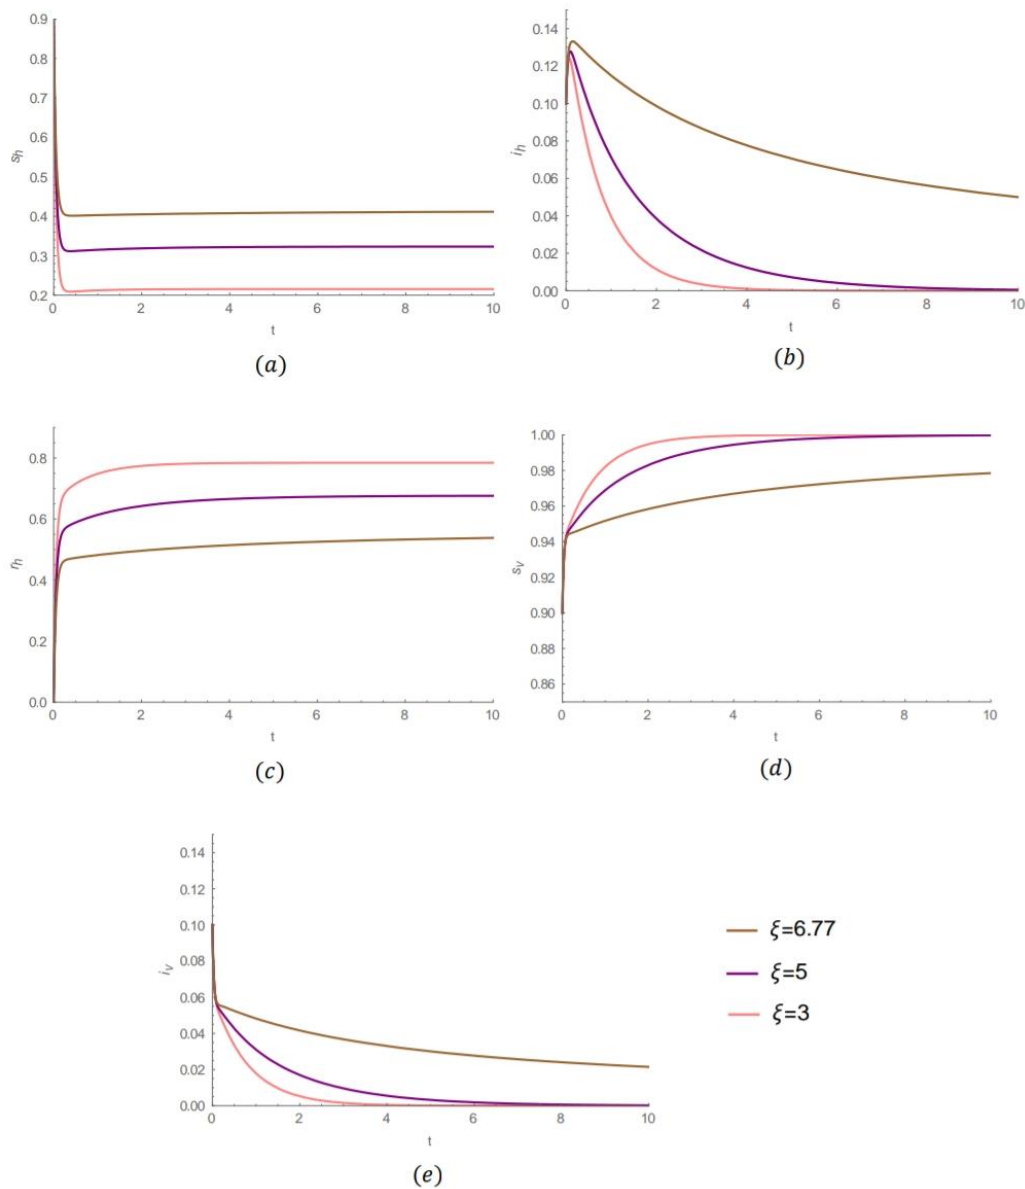 0.9
0.8
0.7
0.6
0.5
0.4
0.3
0.2
s_h
0 2 4 6 8 10
t
(a)
0.14
0.12
0.10
0.08
0.06
0.04
0.02
0.00
i_h
0 2 4 6 8 10
t
(b)
0.8
0.6
0.4
0.2
0.0
r_h
0 2 4 6 8 10
t
(c)
1.00
0.98
0.96
0.94
0.92
0.90
0.88
0.86
s_v
0 2 4 6 8 10
t
(d)
0.14
0.12
0.10
0.08
0.06
0.04
0.02
0.00
i_v
0 2 4 6 8 10
t
(e)
ξ=6.77
ξ=5
ξ=3